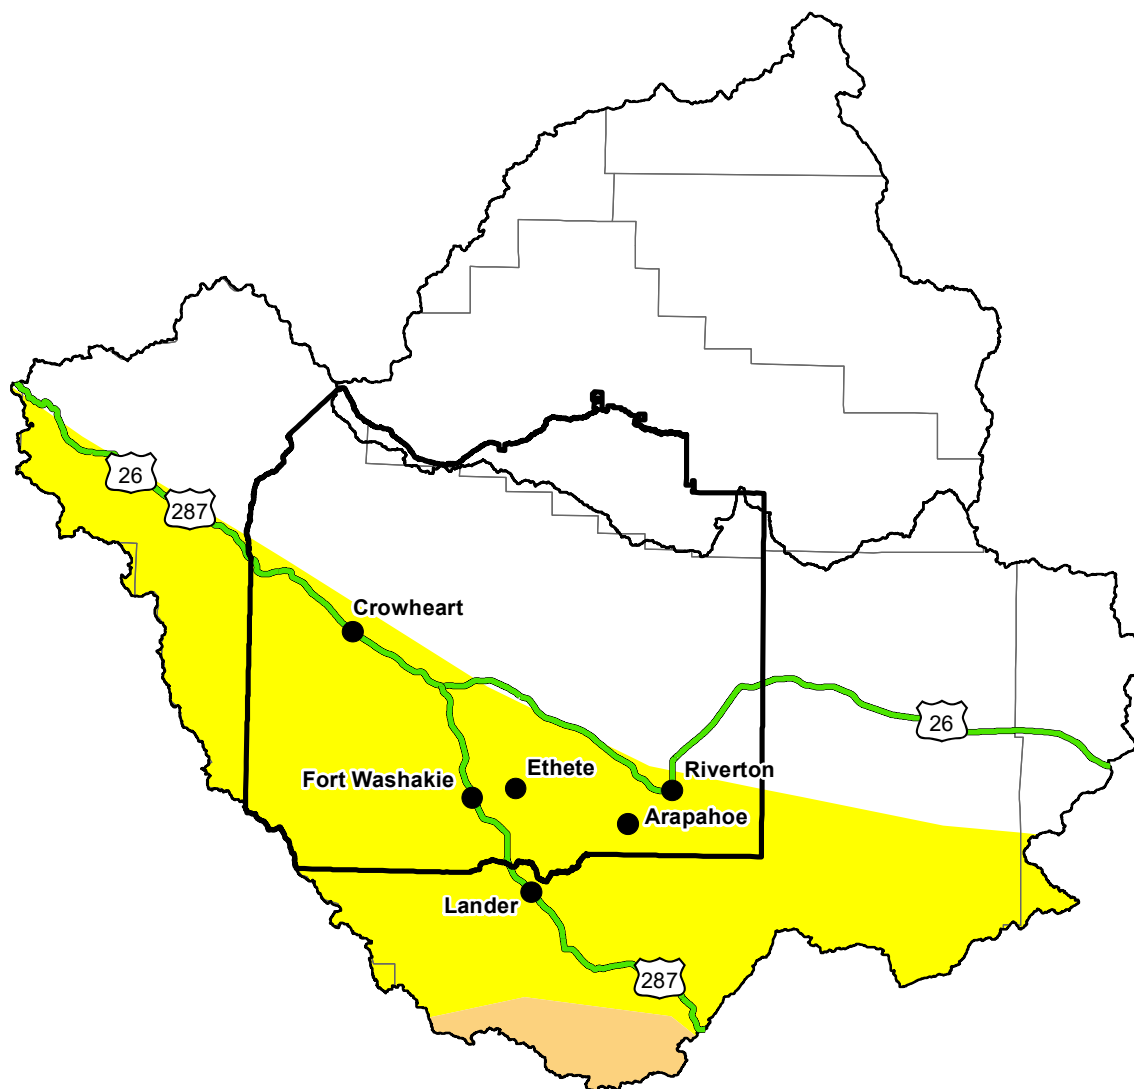 26
287
Crowheart
26
Ethete
Riverton
Fort Washakie
Arapahoe
Lander
287